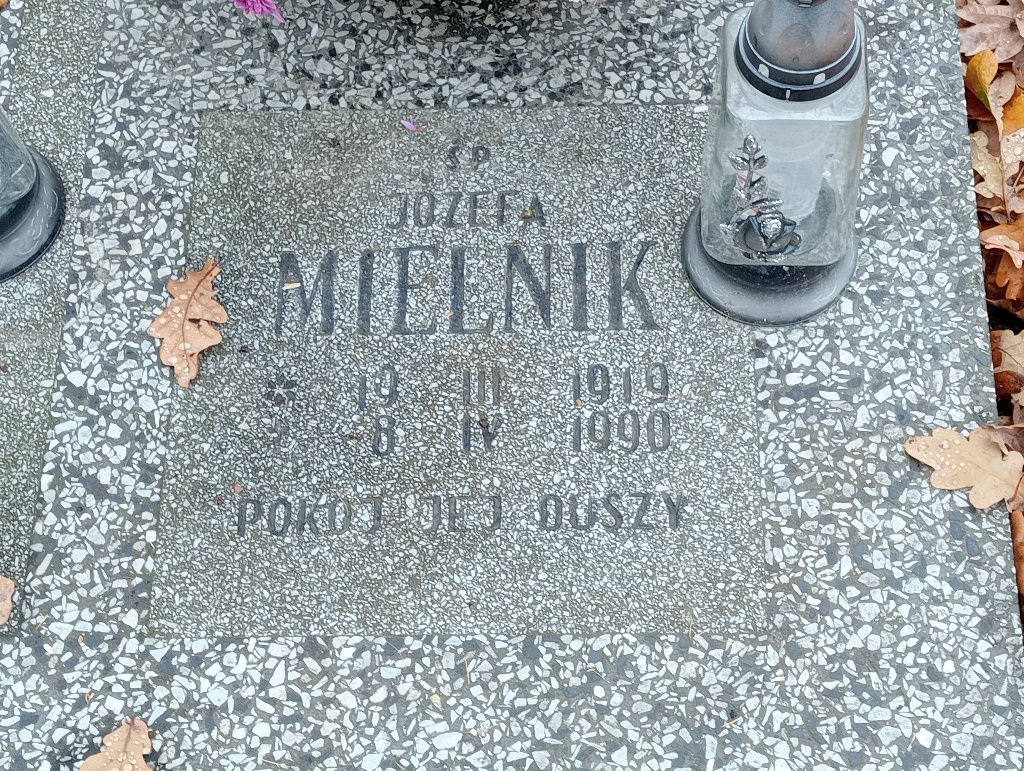 ŚP
JÓZEFA
MIELNIK
* 19 III 1919
8 IV 1990
POKÓJ JEJ DUSZY